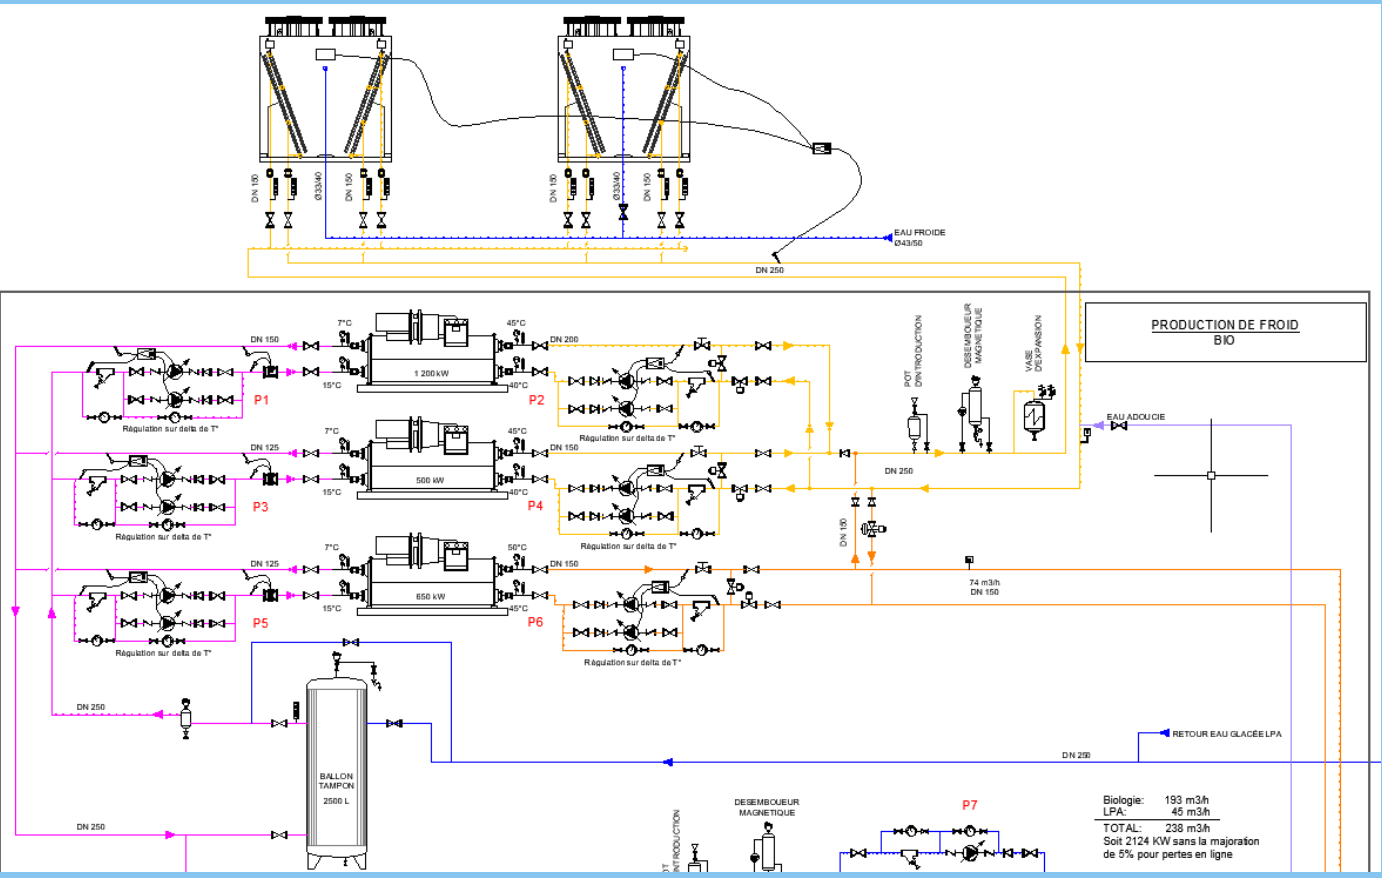 DN 150
Ø33/40
DN 150
DN 150
Ø33/40
DN 150
EAU FROIDE
Ø43/50
DN 250
PRODUCTION DE FROID
BIO
7°C
45°C
DN 150
DN 200
1 200kW
15°C
40°C
P1
P2
Régulation sur delta de T°
Régulation sur delta de T°
POT
D'INTRODUCTION
DESEMBOUEUR
MAGNETIQUE
VASE
D'EXPANSION
EAU ADOUCIE
7°C
45°C
DN 125
DN 150
500 kW
15°C
40°C
P3
P4
DN 250
Régulation sur delta de T°
Régulation sur delta de T°
DN 150
7°C
50°C
DN 125
DN 150
650 kW
15°C
45°C
P5
P6
74 m3/h
DN 150
Régulation sur delta de T°
Régulation sur delta de T°
DN 250
RETOUR EAU GLACÉE LPA
DN 250
BALLON
TAMPON
2500 L
DN 250
DESEMBOUEUR
MAGNETIQUE
P7
Biologie: 193 m3/h
LPA: 45 m3/h
TOTAL: 238 m3/h
Soit 2124 KW sans la majoration
de 5% pour pertes en ligne